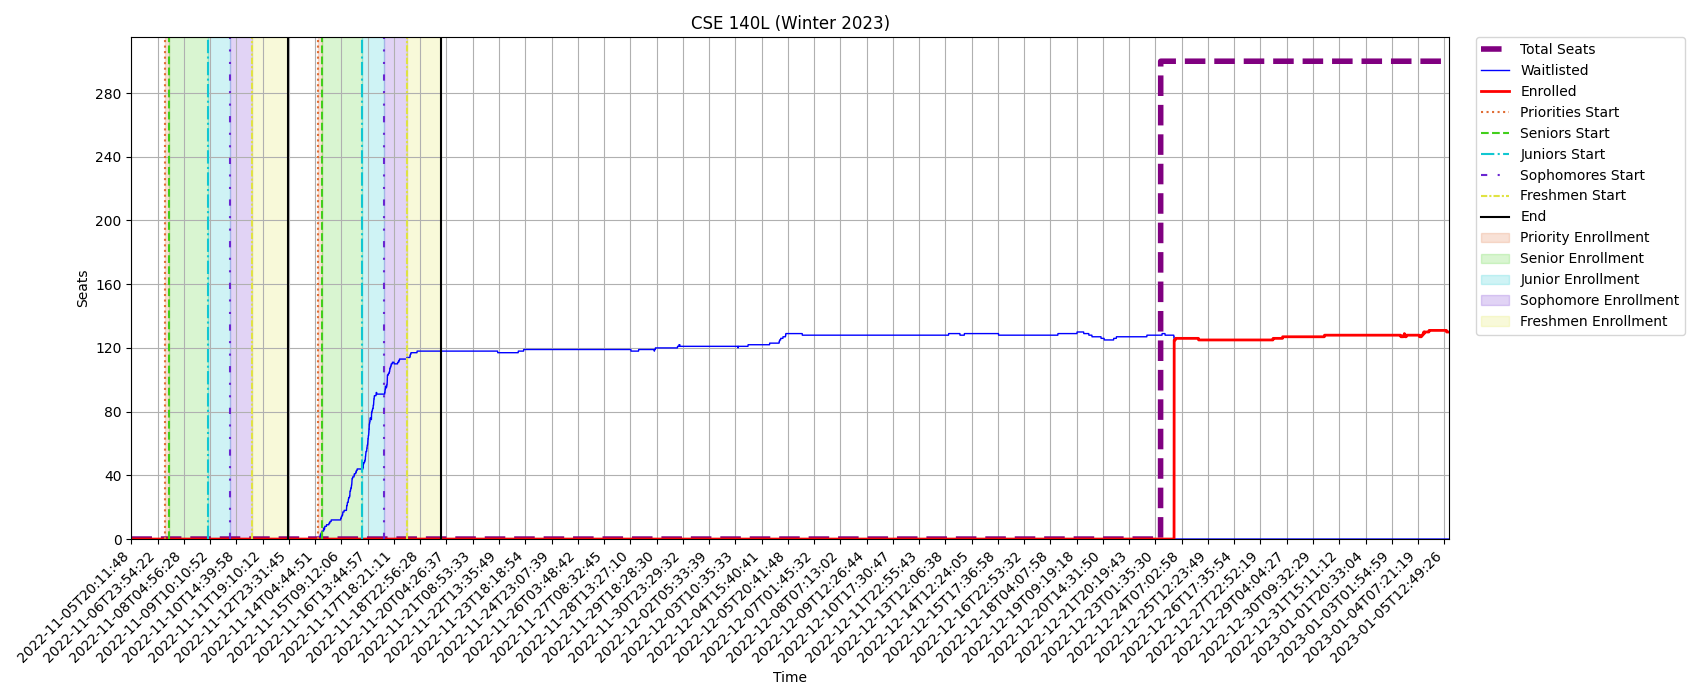 CSE 140L (Winter 2023)
Seats
280
240
200
160
120
80
40
0
2022-11-05T20:11:48
2022-11-06T23:54:22
2022-11-08T04:56:28
2022-11-09T10:10:52
2022-11-10T14:39:58
2022-11-11T19:10:12
2022-11-12T23:31:45
2022-11-14T04:44:51
2022-11-15T09:12:06
2022-11-16T13:44:57
2022-11-17T18:21:11
2022-11-18T22:56:28
2022-11-20T04:26:37
2022-11-21T08:53:33
2022-11-22T13:35:49
2022-11-23T18:18:54
2022-11-24T23:07:39
2022-11-26T03:48:42
2022-11-27T08:32:45
2022-11-28T13:27:10
2022-11-29T18:28:30
2022-11-30T23:29:32
2022-12-02T05:33:39
2022-12-03T10:35:33
2022-12-04T15:40:41
2022-12-05T20:41:48
2022-12-07T01:45:32
2022-12-08T07:13:02
2022-12-09T12:26:44
2022-12-10T17:30:47
2022-12-11T22:55:43
2022-12-13T12:06:38
2022-12-14T12:24:05
2022-12-15T17:36:58
2022-12-16T22:53:32
2022-12-18T04:07:58
2022-12-19T09:19:18
2022-12-20T14:31:50
2022-12-21T20:19:43
2022-12-23T01:35:30
2022-12-24T07:02:58
2022-12-25T12:23:49
2022-12-26T17:35:54
2022-12-27T22:52:19
2022-12-29T04:04:27
2022-12-30T09:32:29
2022-12-31T15:11:12
2023-01-01T20:33:04
2023-01-03T01:54:59
2023-01-04T07:21:19
2023-01-05T12:49:26
Time
Total Seats
Waitlisted
Enrolled
Priorities Start
Seniors Start
Juniors Start
Sophomores Start
Freshmen Start
End
Priority Enrollment
Senior Enrollment
Junior Enrollment
Sophomore Enrollment
Freshmen Enrollment